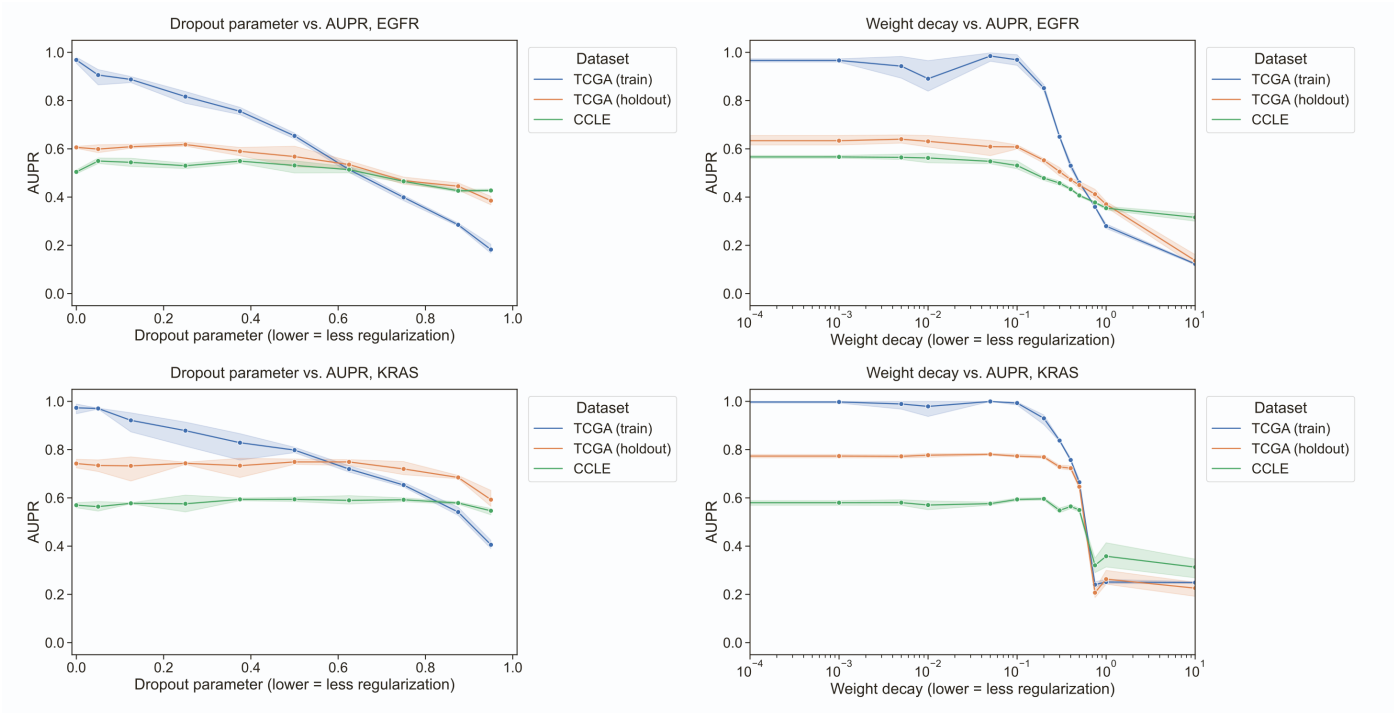 Dropout parameter vs. AUPR, EGFR
AUPR
1.0
0.8
0.6
0.4
0.2
0.0
0.0 0.2 0.4 0.6 0.8 1.0
Dropout parameter (lower = less regularization)
Dataset
TCGA (train)
TCGA (holdout)
CCLE
Weight decay vs. AUPR, EGFR
AUPR
1.0
0.8
0.6
0.4
0.2
0.0
10⁻⁴ 10⁻³ 10⁻² 10⁻¹ 10⁰ 10¹
Weight decay (lower = less regularization)
Dataset
TCGA (train)
TCGA (holdout)
CCLE
Dropout parameter vs. AUPR, KRAS
AUPR
1.0
0.8
0.6
0.4
0.2
0.0
0.0 0.2 0.4 0.6 0.8 1.0
Dropout parameter (lower = less regularization)
Dataset
TCGA (train)
TCGA (holdout)
CCLE
Weight decay vs. AUPR, KRAS
AUPR
1.0
0.8
0.6
0.4
0.2
0.0
10⁻⁴ 10⁻³ 10⁻² 10⁻¹ 10⁰ 10¹
Weight decay (lower = less regularization)
Dataset
TCGA (train)
TCGA (holdout)
CCLE